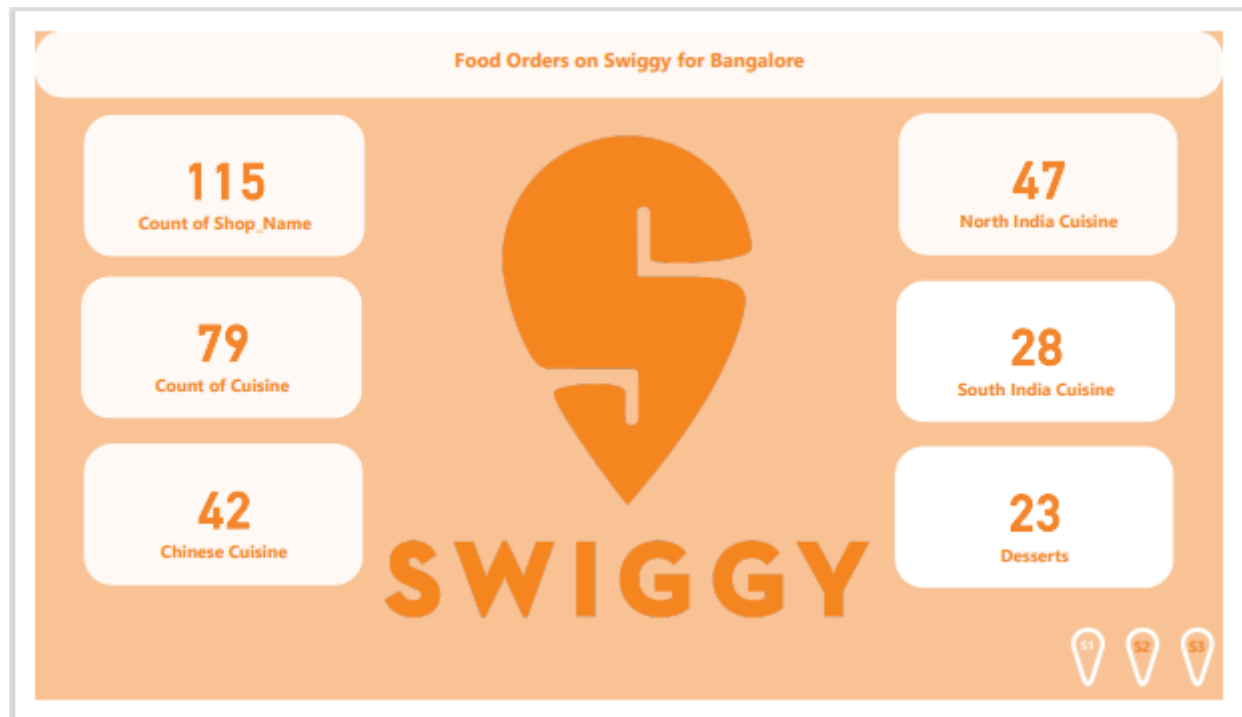 Food Orders on Swiggy for Bangalore
115
Count of Shop_Name
79
Count of Cuisine
42
Chinese Cuisine
SWIGGY
47
North India Cuisine
28
South India Cuisine
23
Desserts
S1 S2 S3